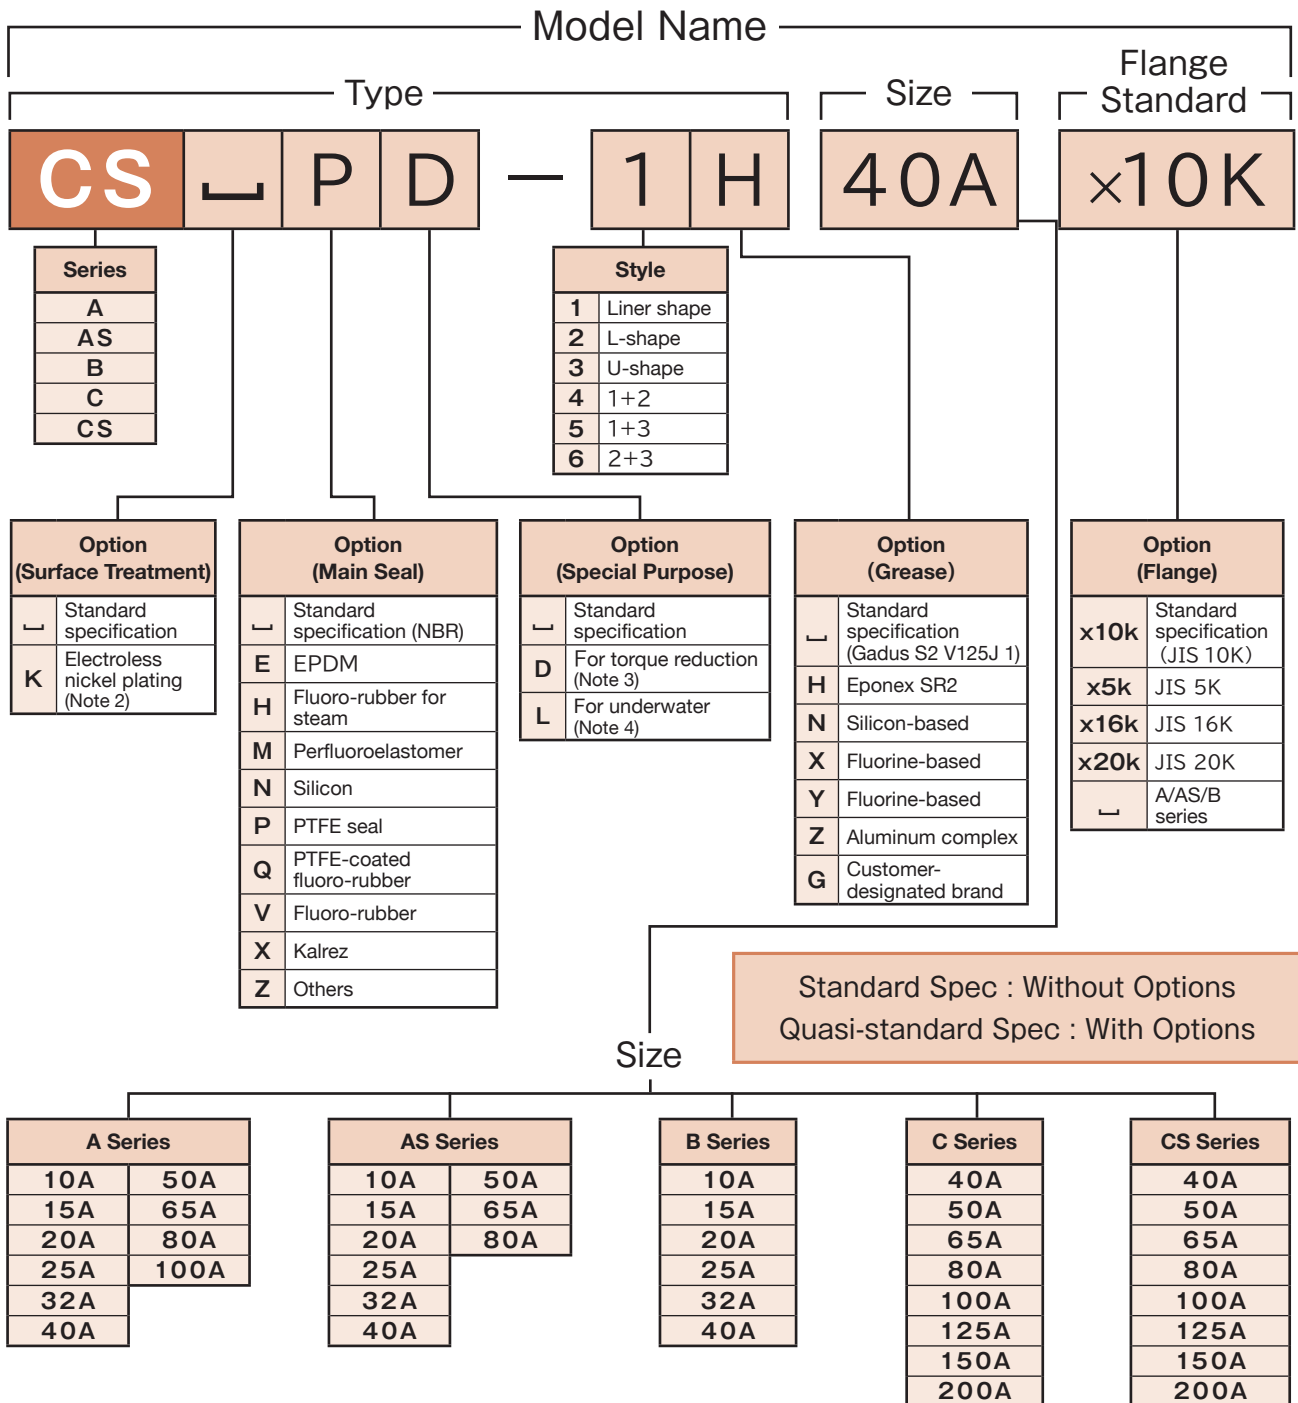 Model Name
Type
Size
Flange
Standard
CS ⎵ P D — 1 H 40A ×10K
Series
A
AS
B
C
CS
Style
1 Liner shape
2 L-shape
3 U-shape
4 1+2
5 1+3
6 2+3
Option
(Surface Treatment)
⎵ Standard
specification
K Electroless
nickel plating
(Note 2)
Option
(Main Seal)
⎵ Standard
specification (NBR)
E EPDM
H Fluoro-rubber for
steam
M Perfluoroelastomer
N Silicon
P PTFE seal
Q PTFE-coated
fluoro-rubber
V Fluoro-rubber
X Kalrez
Z Others
Option
(Special Purpose)
⎵ Standard
specification
D For torque reduction
(Note 3)
L For underwater
(Note 4)
Option
(Grease)
⎵ Standard
specification
(Gadus S2 V125J 1)
H Eponex SR2
N Silicon-based
X Fluorine-based
Y Fluorine-based
Z Aluminum complex
G Customer-
designated brand
Option
(Flange)
x10k Standard
specification
(JIS 10K)
x5k JIS 5K
x16k JIS 16K
x20k JIS 20K
⎵ A/AS/B
series
Standard Spec : Without Options
Quasi-standard Spec : With Options
Size
A Series
10A 50A
15A 65A
20A 80A
25A 100A
32A
40A
AS Series
10A 50A
15A 65A
20A 80A
25A
32A
40A
B Series
10A
15A
20A
25A
32A
40A
C Series
40A
50A
65A
80A
100A
125A
150A
200A
CS Series
40A
50A
65A
80A
100A
125A
150A
200A